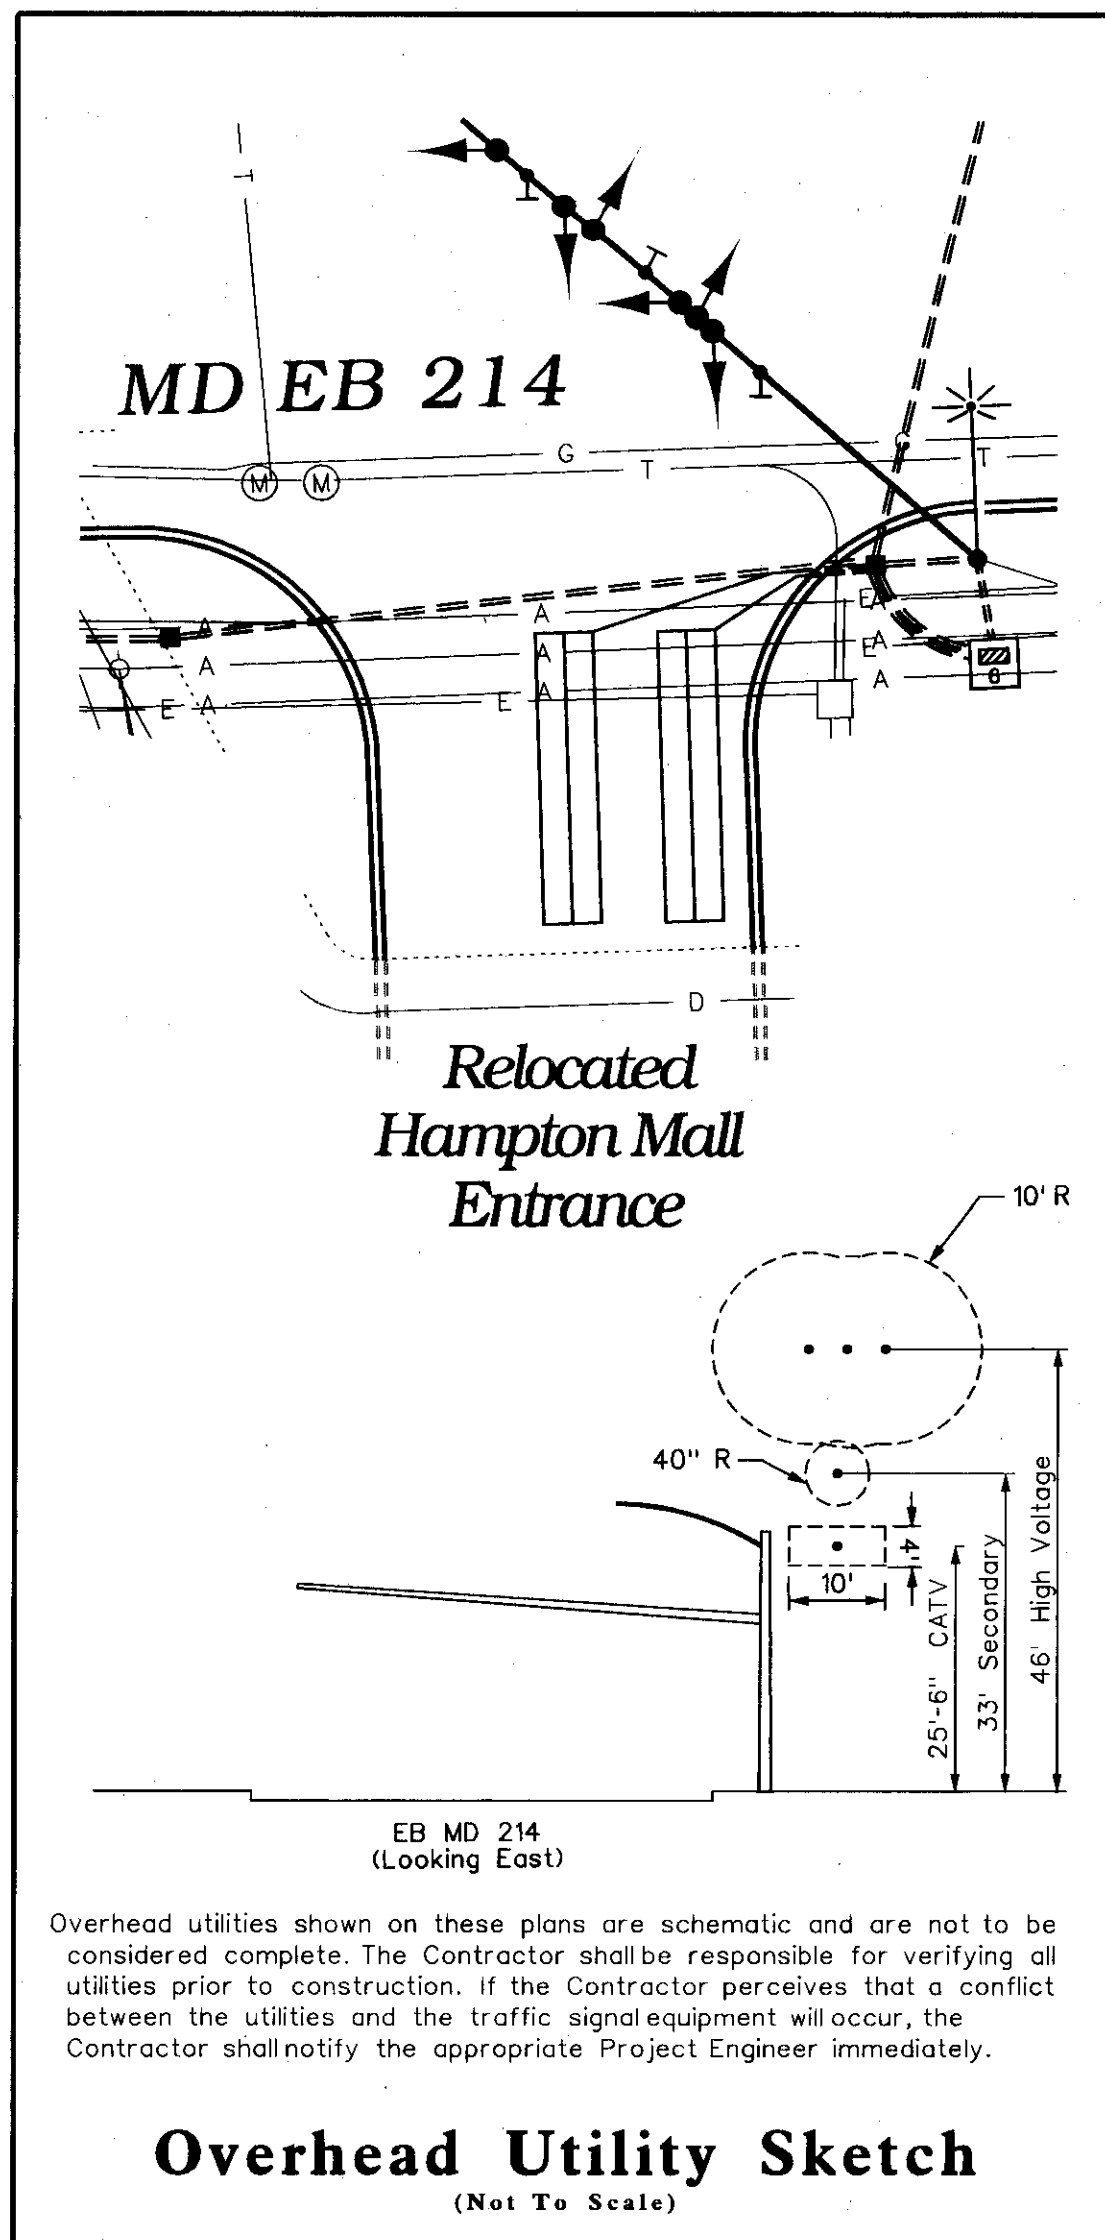 T
MD EB 214
G
T
T
M M
A
E
A
A
A
A
E
A
A
A
A
E
A
E
A
6
D
Relocated
Hampton Mall
Entrance
10' R
40" R
4'
10'
25'-6" CATV
33' Secondary
46' High Voltage
EB MD 214
(Looking East)
Overhead utilities shown on these plans are schematic and are not to be
considered complete. The Contractor shall be responsible for verifying all
utilities prior to construction. If the Contractor perceives that a conflict
between the utilities and the traffic signal equipment will occur, the
Contractor shall notify the appropriate Project Engineer immediately.
Overhead Utility Sketch
(Not To Scale)